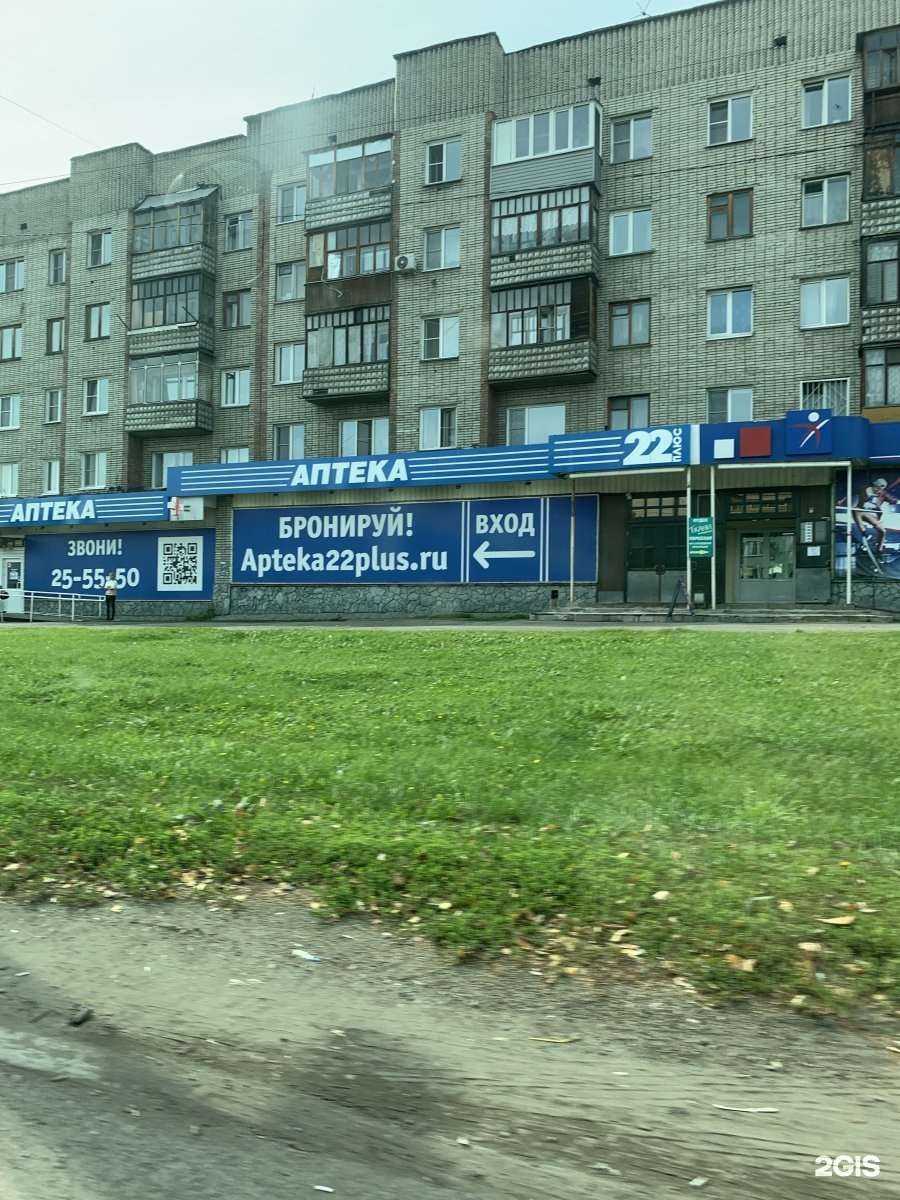 АПТЕКА
22
ПЛЮС
АПТЕКА
БРОНИРУЙ!
Apteka22plus.ru
ВХОД
ЗВОНИ!
25-55-50
2GIS